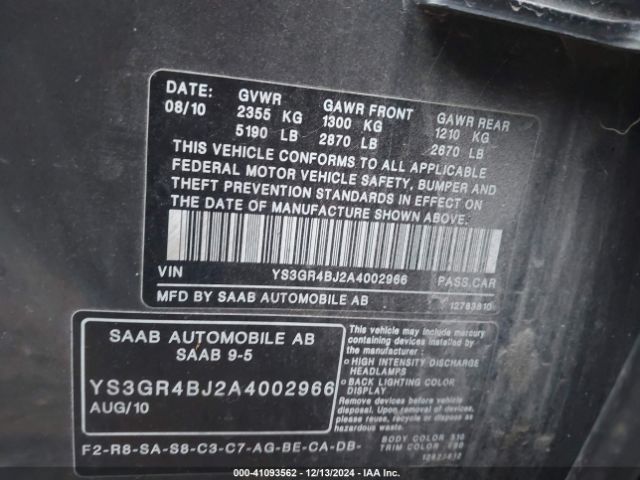 DATE: GVWR GAWR FRONT GAWR REAR
08/10 2355 KG 1300 KG 1210 KG
5190 LB 2870 LB 2670 LB
THIS VEHICLE CONFORMS TO ALL APPLICABLE
FEDERAL MOTOR VEHICLE SAFETY, BUMPER AND
THEFT PREVENTION STANDARDS IN EFFECT ON
THE DATE OF MANUFACTURE SHOWN ABOVE.
VIN YS3GR4BJ2A4002966 PASS.CAR
MFD BY SAAB AUTOMOBILE AB 12783810
SAAB AUTOMOBILE AB
SAAB 9-5
YS3GR4BJ2A4002966
AUG/10
F2-R8-SA-S8-C3-C7-AG-BE-CA-DB-
This vehicle may include mercury
containing devices installed by
the manufacturer:
• HIGH INTENSITY DISCHARGE
HEADLAMPS
• BACK LIGHTING COLOR
DISPLAY
Remove devices before vehicle
disposal. Upon removal of devices
please reuse, recycle or dispose
as hazardous waste.
BODY COLOR 510
TRIM COLOR
000-41093562 - 12/13/2024 - IAAI.COM